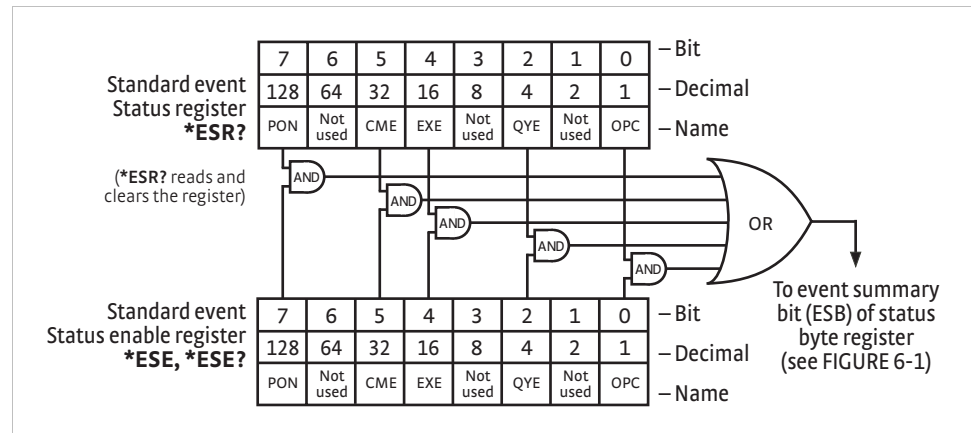 7 6 5 4 3 2 1 0 – Bit
128 64 32 16 8 4 2 1 – Decimal
PON Not used CME EXE Not used QYE Not used OPC – Name
Standard event
Status register
*ESR?
(*ESR? reads and
clears the register)
AND
AND
AND
AND
AND
OR
To event summary
bit (ESB) of status
byte register
(see FIGURE 6-1)
Standard event
Status enable register
*ESE, *ESE?
7 6 5 4 3 2 1 0 – Bit
128 64 32 16 8 4 2 1 – Decimal
PON Not used CME EXE Not used QYE Not used OPC – Name